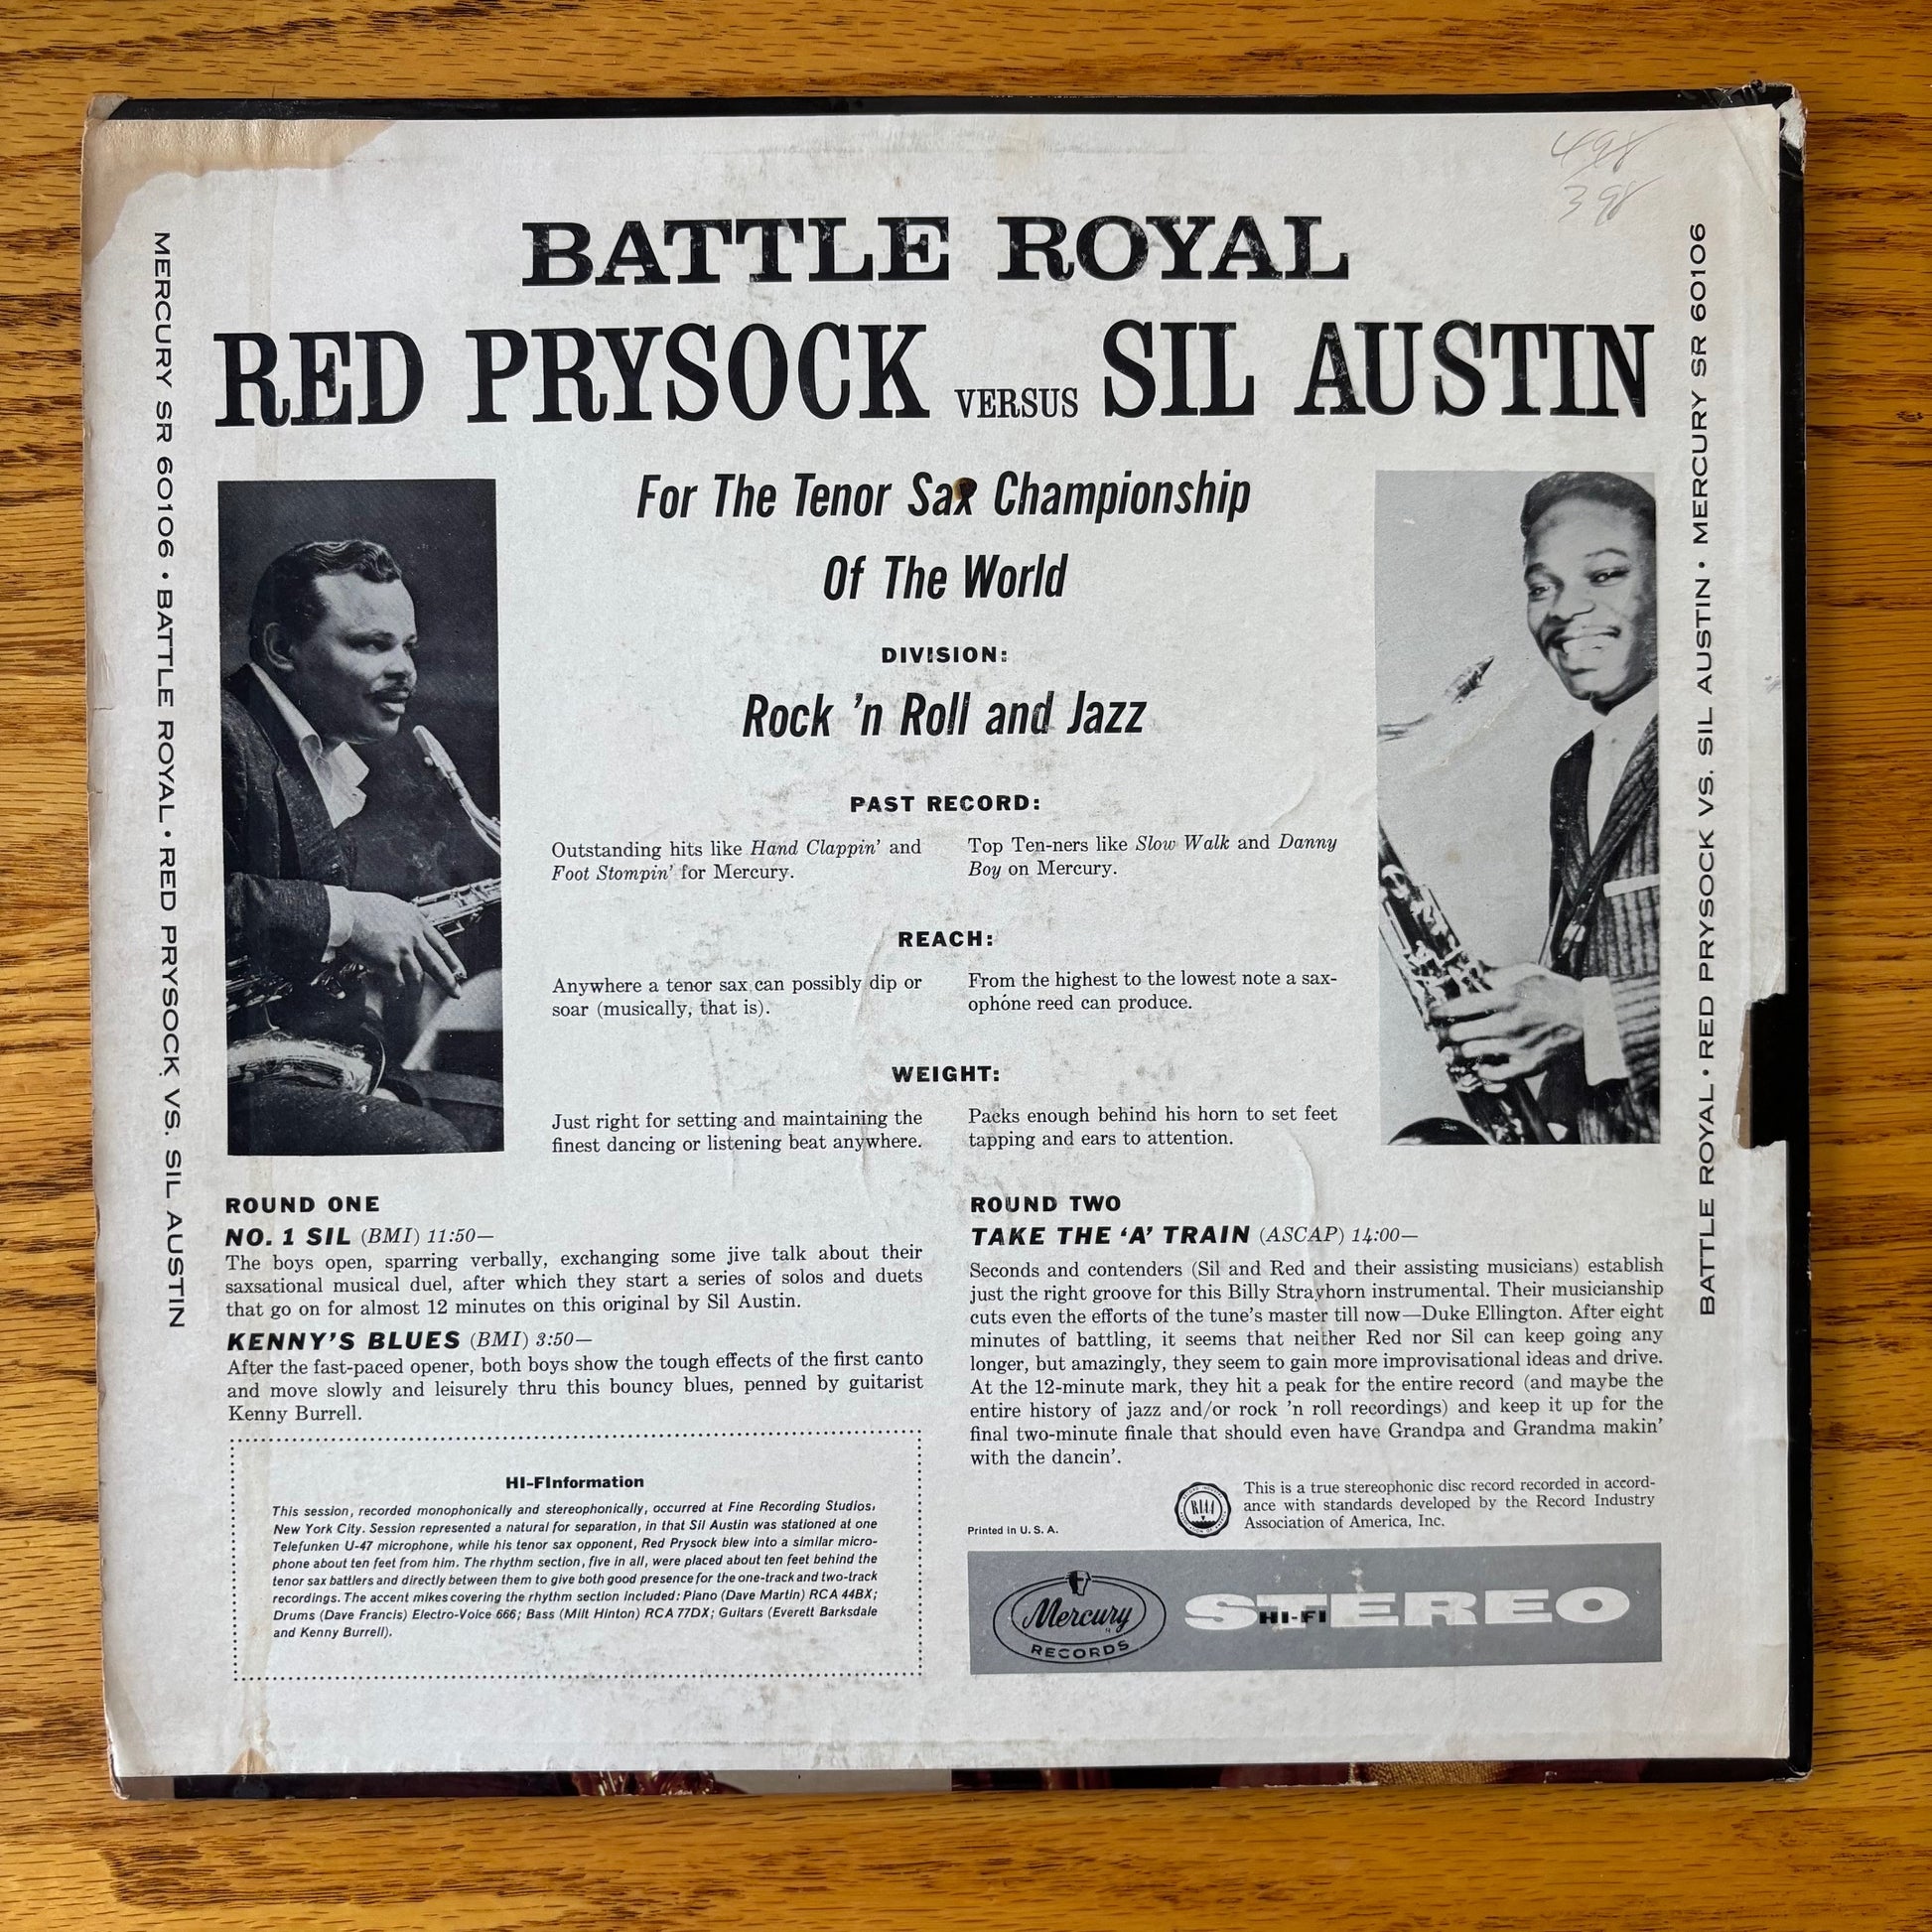 498
398
BATTLE ROYAL
RED PRYSOCK VERSUS SIL AUSTIN
For The Tenor Sax Championship
Of The World
DIVISION:
Rock 'n Roll and Jazz
PAST RECORD:
Outstanding hits like Hand Clappin' and
Foot Stompin' for Mercury.
Top Ten-ners like Slow Walk and Danny
Boy on Mercury.
REACH:
Anywhere a tenor sax can possibly dip or
soar (musically, that is).
From the highest to the lowest note a sax-
ophone reed can produce.
WEIGHT:
Just right for setting and maintaining the
finest dancing or listening beat anywhere.
Packs enough behind his horn to set feet
tapping and ears to attention.
ROUND ONE
NO. 1 SIL (BMI) 11:50—
The boys open, sparring verbally, exchanging some jive talk about their
saxsational musical duel, after which they start a series of solos and duets
that go on for almost 12 minutes on this original by Sil Austin.
KENNY'S BLUES (BMI) 3:50—
After the fast-paced opener, both boys show the tough effects of the first canto
and move slowly and leisurely thru this bouncy blues, penned by guitarist
Kenny Burrell.
HI-FInformation
This session, recorded monophonically and stereophonically, occurred at Fine Recording Studios,
New York City. Session represented a natural for separation, in that Sil Austin was stationed at one
Telefunken U-47 microphone, while his tenor sax opponent, Red Prysock blew into a similar micro-
phone about ten feet from him. The rhythm section, five in all, were placed about ten feet behind the
tenor sax battlers and directly between them to give both good presence for the one-track and two-track
recordings. The accent mikes covering the rhythm section included: Piano (Dave Martin) RCA 44BX;
Drums (Dave Francis) Electro-Voice 666; Bass (Milt Hinton) RCA 77DX; Guitars (Everett Barksdale
and Kenny Burrell).
ROUND TWO
TAKE THE 'A' TRAIN (ASCAP) 14:00—
Seconds and contenders (Sil and Red and their assisting musicians) establish
just the right groove for this Billy Strayhorn instrumental. Their musicianship
cuts even the efforts of the tune's master till now—Duke Ellington. After eight
minutes of battling, it seems that neither Red nor Sil can keep going any
longer, but amazingly, they seem to gain more improvisational ideas and drive.
At the 12-minute mark, they hit a peak for the entire record (and maybe the
entire history of jazz and/or rock 'n roll recordings) and keep it up for the
final two-minute finale that should even have Grandpa and Grandma makin'
with the dancin'.
Printed in U. S. A.
RIAA
This is a true stereophonic disc record recorded in accord-
ance with standards developed by the Record Industry
Association of America, Inc.
Mercury
RECORDS
STEREO
HI-FI
MERCURY SR 60106 • BATTLE ROYAL • RED PRYSOCK VS. SIL AUSTIN
BATTLE ROYAL • RED PRYSOCK VS. SIL AUSTIN • MERCURY SR 60106